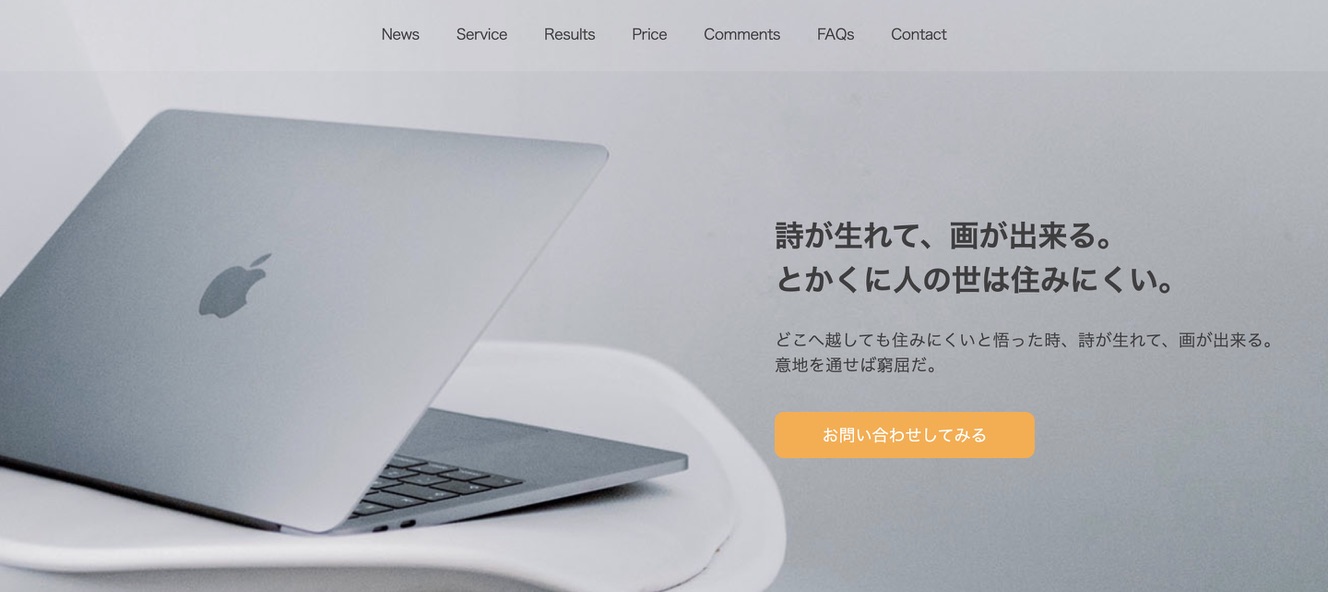 News Service Results Price Comments FAQs Contact
詩が生れて、画が出来る。
とかくに人の世は住みにくい。
どこへ越しても住みにくいと悟った時、詩が生れて、画が出来る。
意地を通せば窮屈だ。
お問い合わせしてみる